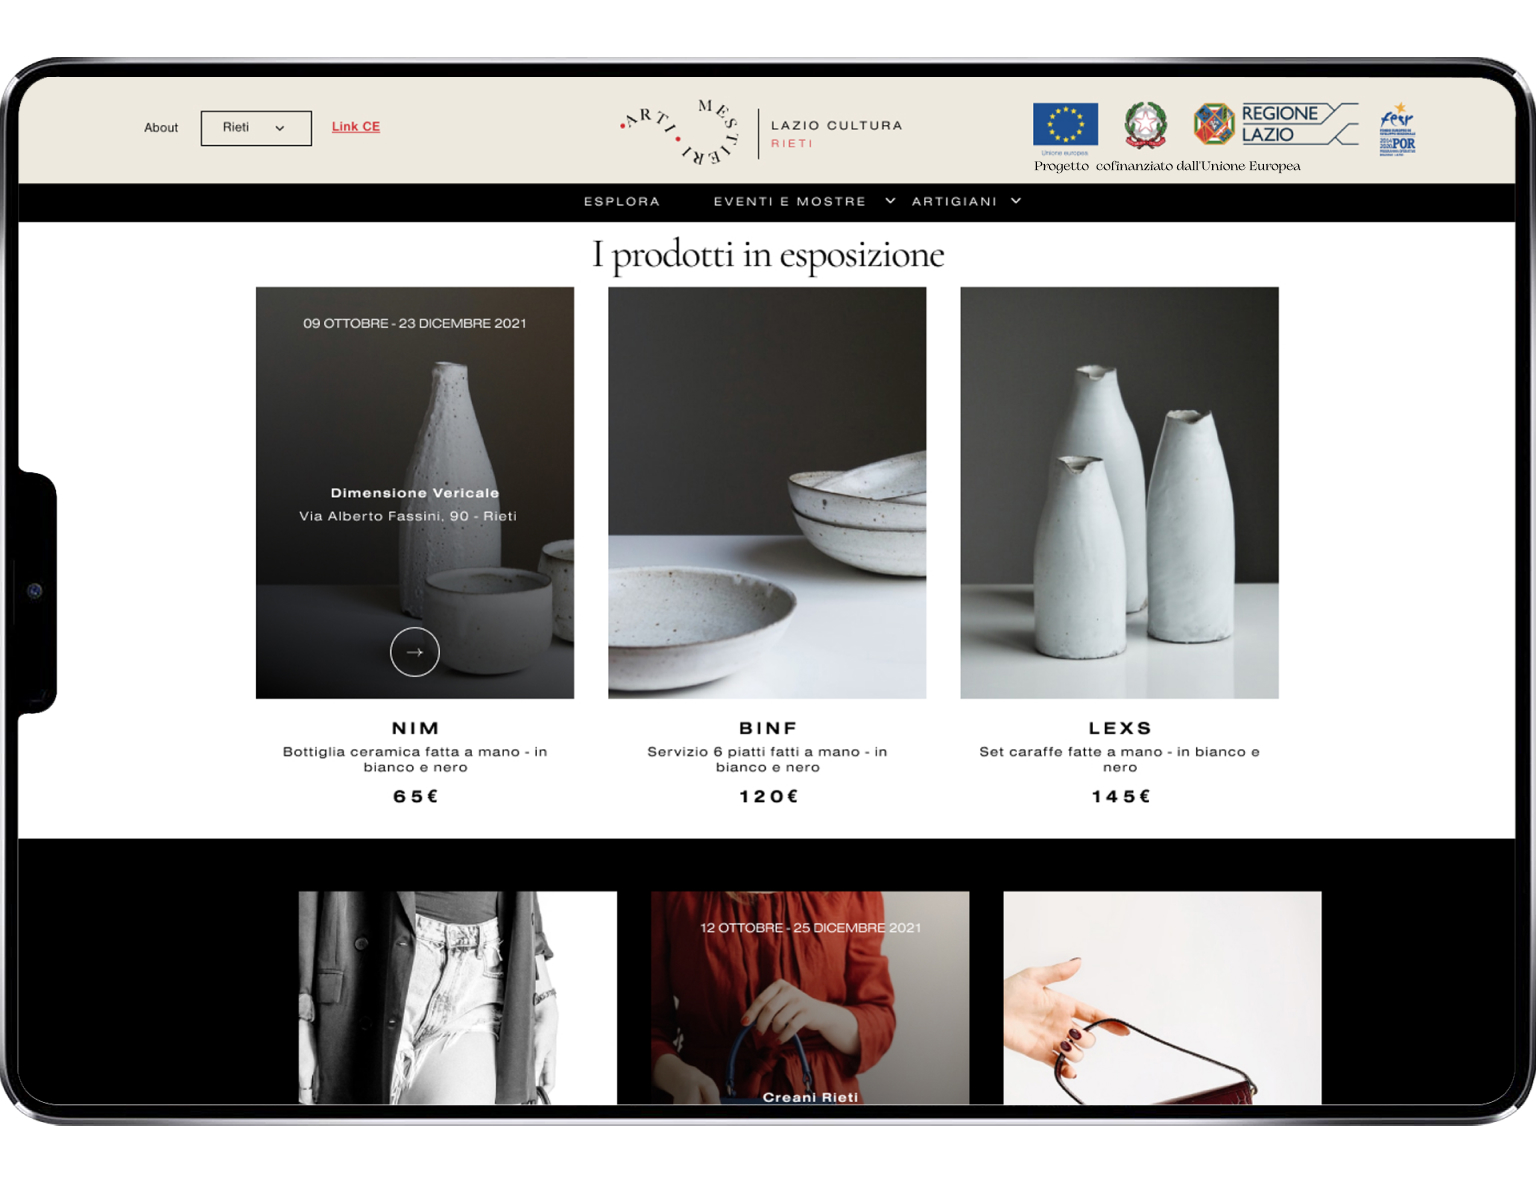 About
Rieti
Link CE
ARTI MESTIERI
LAZIO CULTURA
RIETI
Unione europea
REGIONE
LAZIO
fesr
POR
Progetto cofinanziato dall'Unione Europea
ESPLORA
EVENTI E MOSTRE
ARTIGIANI
I prodotti in esposizione
09 OTTOBRE - 23 DICEMBRE 2021
Dimensione Vericale
Via Alberto Fassini, 90 - Rieti
NIM
Bottiglia ceramica fatta a mano - in
bianco e nero
65€
BINF
Servizio 6 piatti fatti a mano - in
bianco e nero
120€
LEXS
Set caraffe fatte a mano - in bianco e
nero
145€
12 OTTOBRE - 25 DICEMBRE 2021
Creani Rieti